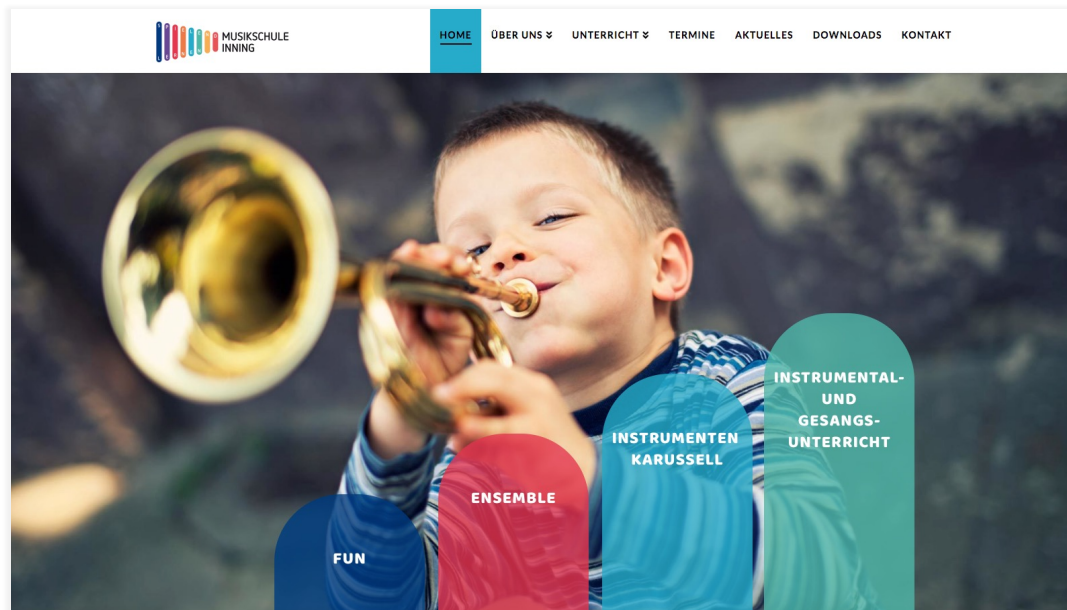 MUSIKSCHULE
INNING
HOME ÜBER UNS UNTERRICHT TERMINE AKTUELLES DOWNLOADS KONTAKT
INSTRUMENTAL-
UND
GESANGS-
UNTERRICHT
INSTRUMENTEN
KARUSSELL
ENSEMBLE
FUN